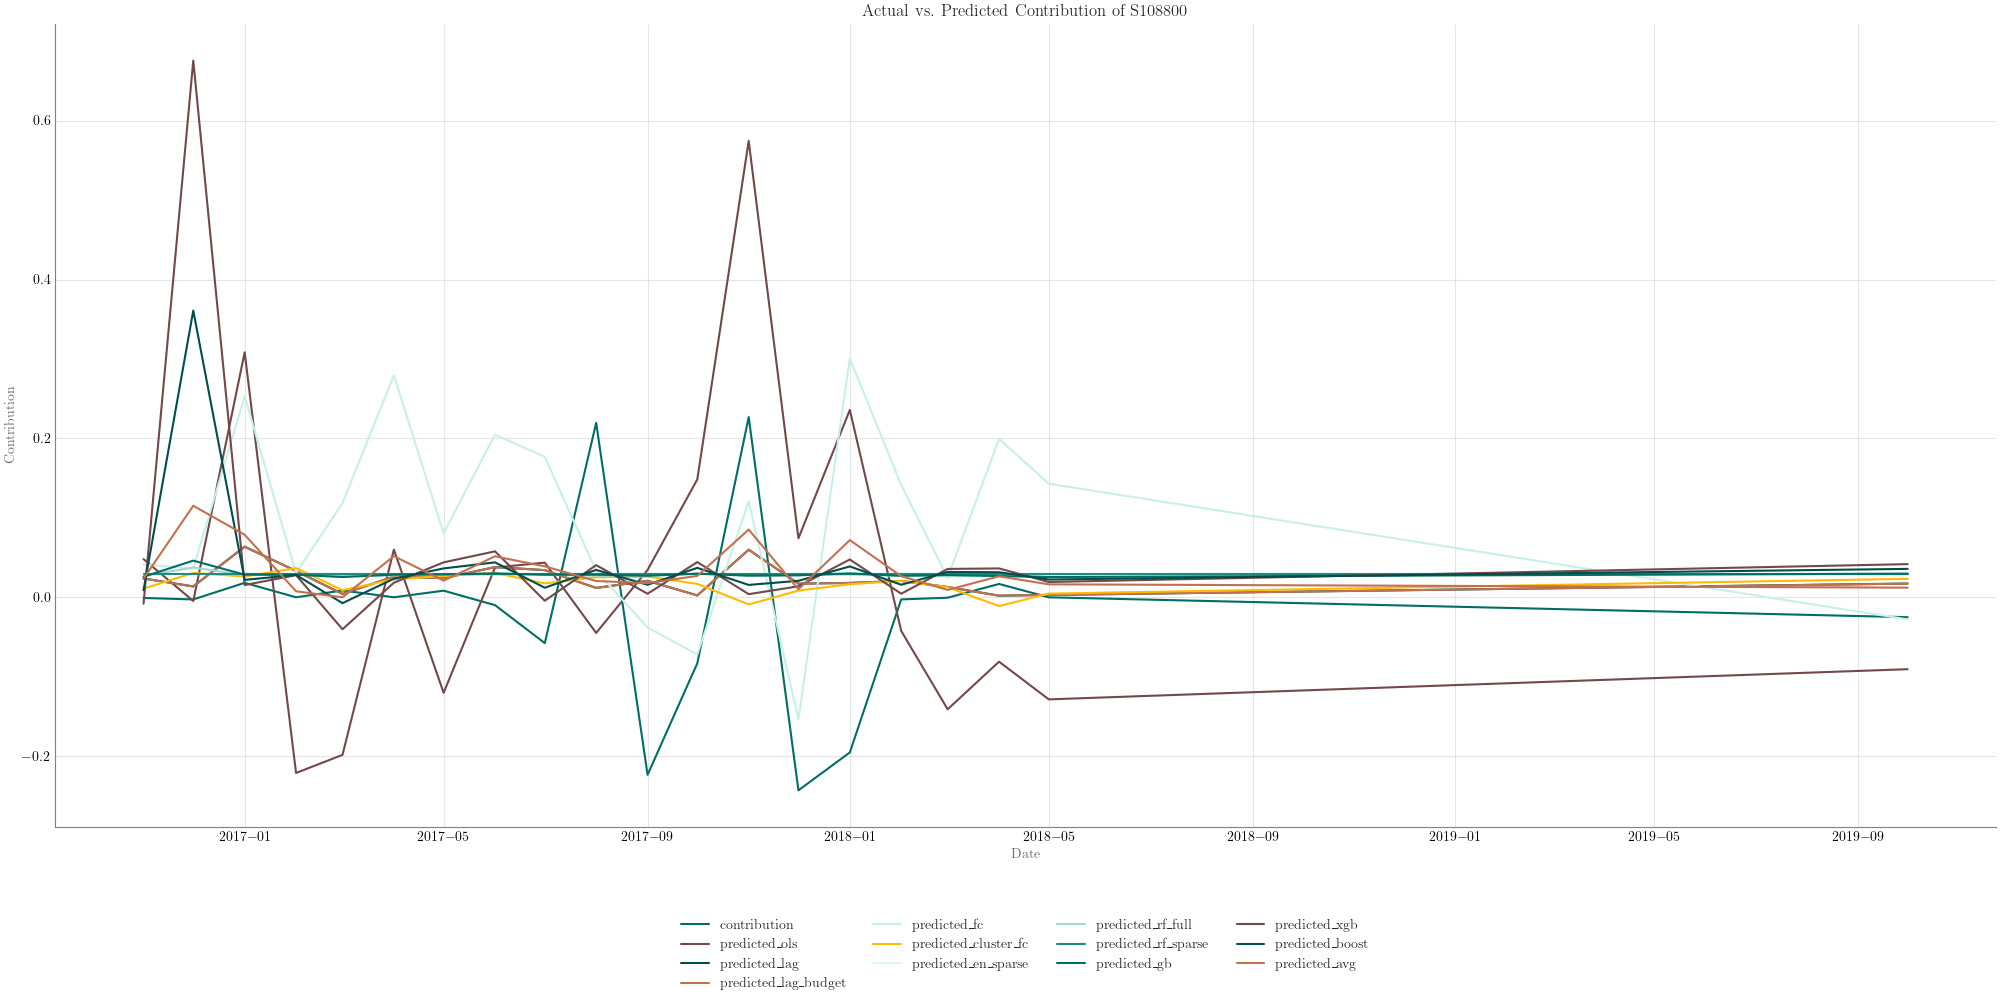 Actual vs. Predicted Contribution of S108800
0.6
0.4
0.2
0.0
−0.2
Contribution
2017−01 2017−05 2017−09 2018−01 2018−05 2018−09 2019−01 2019−05 2019−09
Date
contribution predicted_fc predicted_rf_full predicted_xgb
predicted_ols predicted_cluster_fc predicted_rf_sparse predicted_boost
predicted_lag predicted_en_sparse predicted_gb predicted_avg
predicted_lag_budget